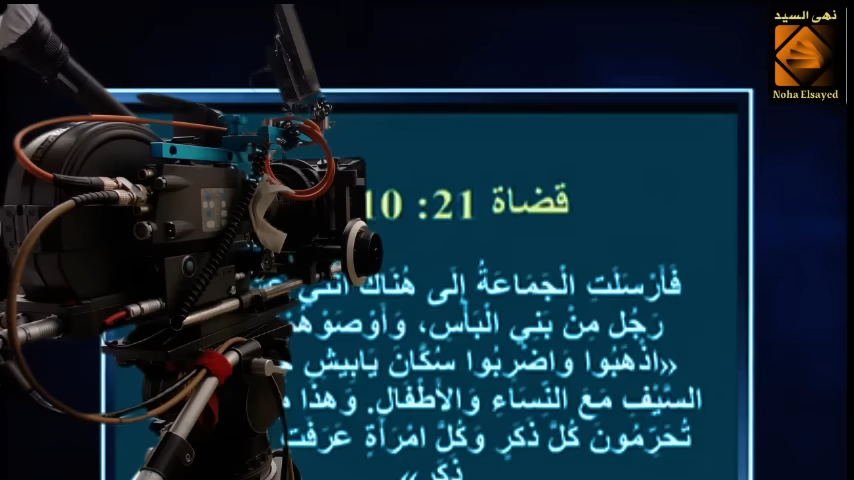 نهى السيد
Noha Elsayed
قضاة 21: 10
فَأَرْسَلَتِ الْجَمَاعَةُ إِلَى هُنَاكَ اثْنَيْ
رَجُل مِنْ بَنِي الْبَأْسِ، وَأَوْصَوْهُمْ
«اذْهَبُوا وَاضْرِبُوا سُكَّانَ يَابِيشِ
السَّيْفِ مَعَ النِّسَاءِ وَالأَطْفَالِ. وَهذَا
تُحَرِّمُونَ كُلَّ ذَكَرٍ وَكُلَّ امْرَأَةٍ عَرَفَتِ
ذَكَرٍ»